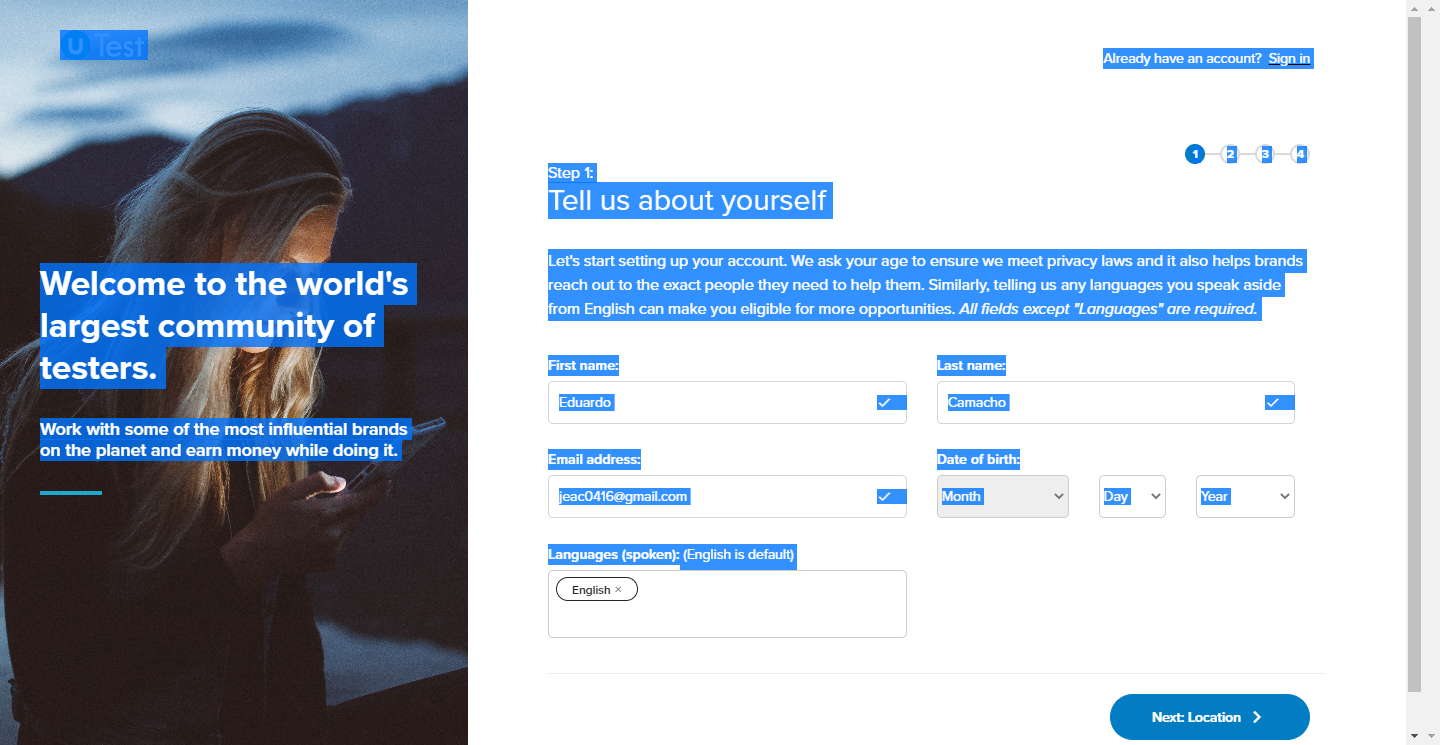 uTest
Already have an account? Sign in
1 2 3 4
Step 1:
Tell us about yourself
Welcome to the world's
largest community of
testers.
Work with some of the most influential brands
on the planet and earn money while doing it.
Let's start setting up your account. We ask your age to ensure we meet privacy laws and it also helps brands
reach out to the exact people they need to help them. Similarly, telling us any languages you speak aside
from English can make you eligible for more opportunities. All fields except "Languages" are required.
First name: Last name:
Eduardo Camacho
Email address: Date of birth:
jeac0416@gmail.com Month Day Year
Languages (spoken): (English is default)
English ×
Next: Location